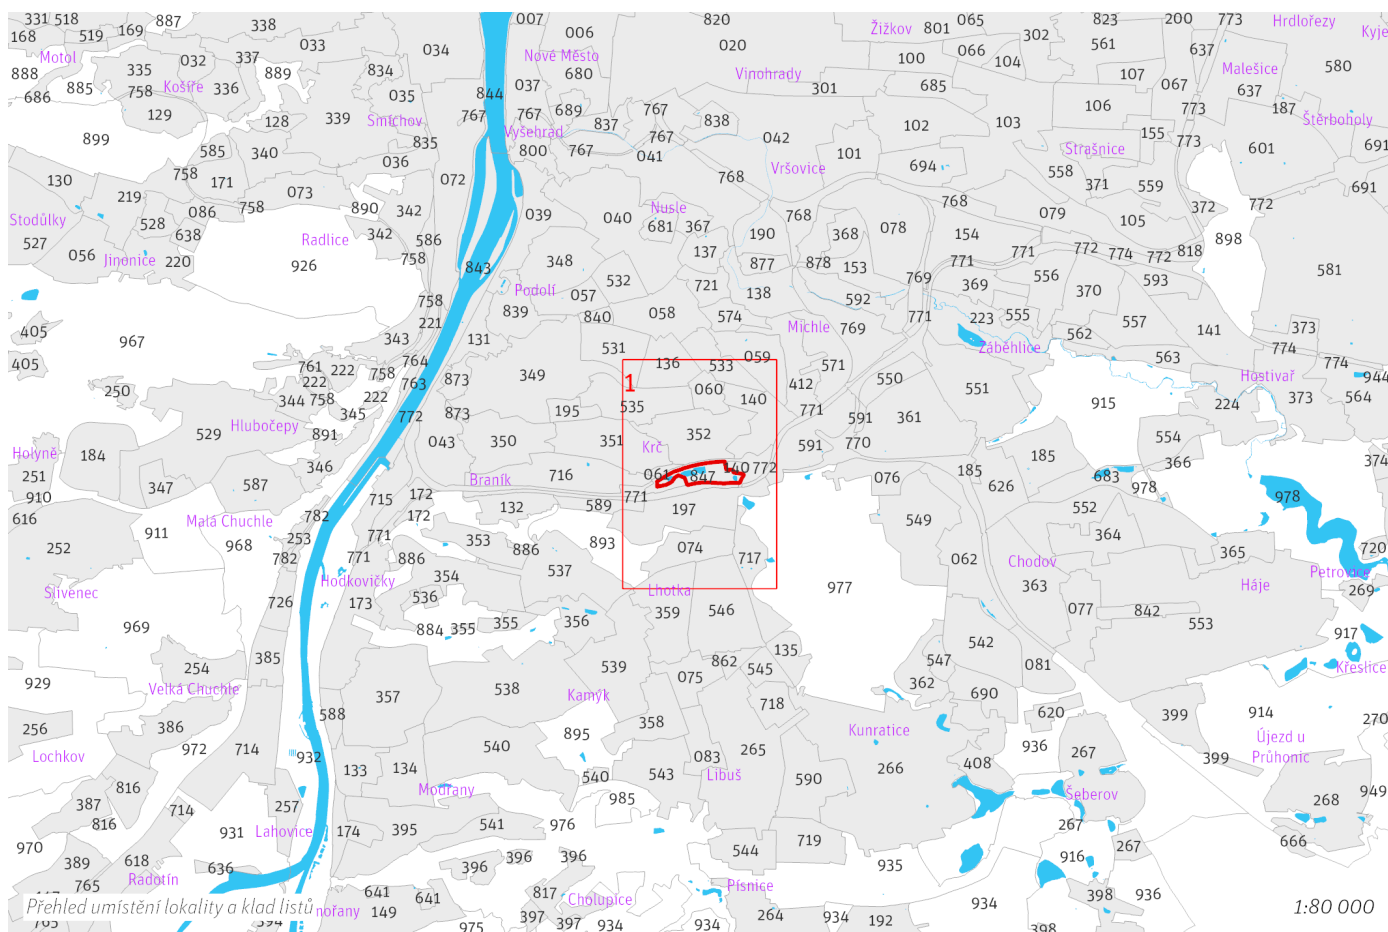 331 518 887 338 007 820 065 823 200 773 Hrdlořezy
168 519 169 033 034 006 020 Žižkov 801 302 561 637 Kyje
Motol 032 337 Nové Město 066
888 335 889 834 680 Vinohrady 100 104 107 067 Malešice 580
885 758 Košíře 336 844 037 301 685 637
686 035 767 106 773 187
129 128 339 Smíchov 767 689 767 838 102 103 Štěrboholy
899 835 Vyšehrad 837 767 042 155 773
585 340 036 800 767 041 101 694 Strašnice 601 691
130 758 171 072 768 Vršovice 558 371 559 691
219 073 890 039 040 Nusle 768 768 079 105 372 772
Stodůlky 086 758 342 681 367 190 368 078 154
527 528 638 Radlice 342 586 137 771 772 774 772 818 898
056 Jinonice 220 926 758 843 348 532 877 878 153 769 771 556 593 581
Podolí 057 721 138 592 369 370
758 839 840 058 574 Michle 769 771 223 555 557
405 967 343 221 131 531 Záběhlice 562 141 373
405 761 222 758 764 763 873 349 136 533 059 571 563 774 774 944
250 222 344 758 222 772 1 060 140 412 550 551 915 Hostivař 373 564
Hlubočepy 345 873 195 535 771 591 361 224
529 891 043 350 351 352 591 770 554
Holyně 184 346 Krč 185 185 366 374
251 347 587 Braník 716 061 847 140 772 076 626 683 978
910 715 172 771 978
616 911 Malá Chuchle 782 172 132 589 197 549 552
252 968 253 771 353 886 893 074 364 365 720
782 771 886 537 717 062 Chodov
Slivenec Hodkovičky 354 977 363 Háje Petrovice
726 173 536 Lhotka 077 842 269
969 884 355 355 356 359 546 553 917
254 385 539 862 135 547 542 081 Křeslice
929 Velká Chuchle 357 538 Kamýk 075 545 362 690
256 386 588 358 718 Kunratice 620 399 914 270
Lochkov 972 714 932 540 895 083 265 936 267 399 Újezd u
133 134 540 543 Libuš 590 266 408 Průhonic
816 Modřany 985 Šeberov 949
387 714 257 268
816 931 Lahovice 174 395 541 976 719 267 666
970 389 618 636 396 396 396 544 935 916 267
765 Radotín 641 641 817 Cholupice Písnice 934 398 936
149 397 397 934 934 264 934 192 398
765 394 975
Přehled umístění lokality a klad listů 1:80 000